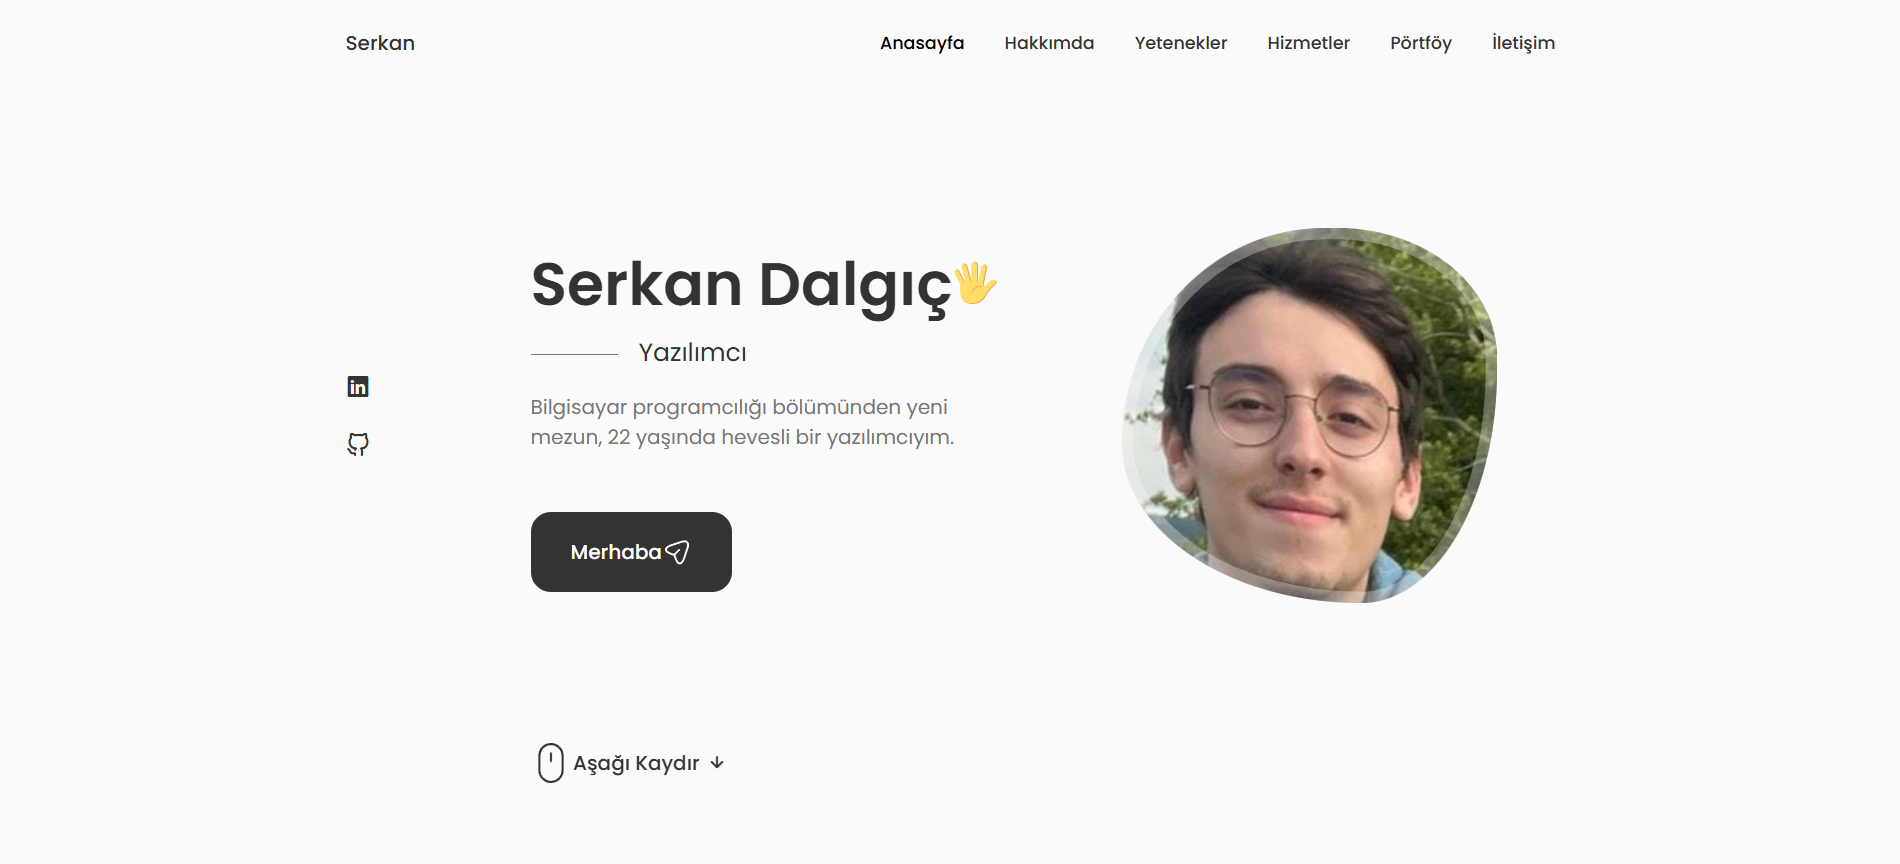 Serkan
Anasayfa Hakkımda Yetenekler Hizmetler Pörtföy İletişim
Serkan Dalgıç🖐
Yazılımcı
in
Bilgisayar programcılığı bölümünden yeni
mezun, 22 yaşında hevesli bir yazılımcıyım.
Merhaba
Aşağı Kaydır